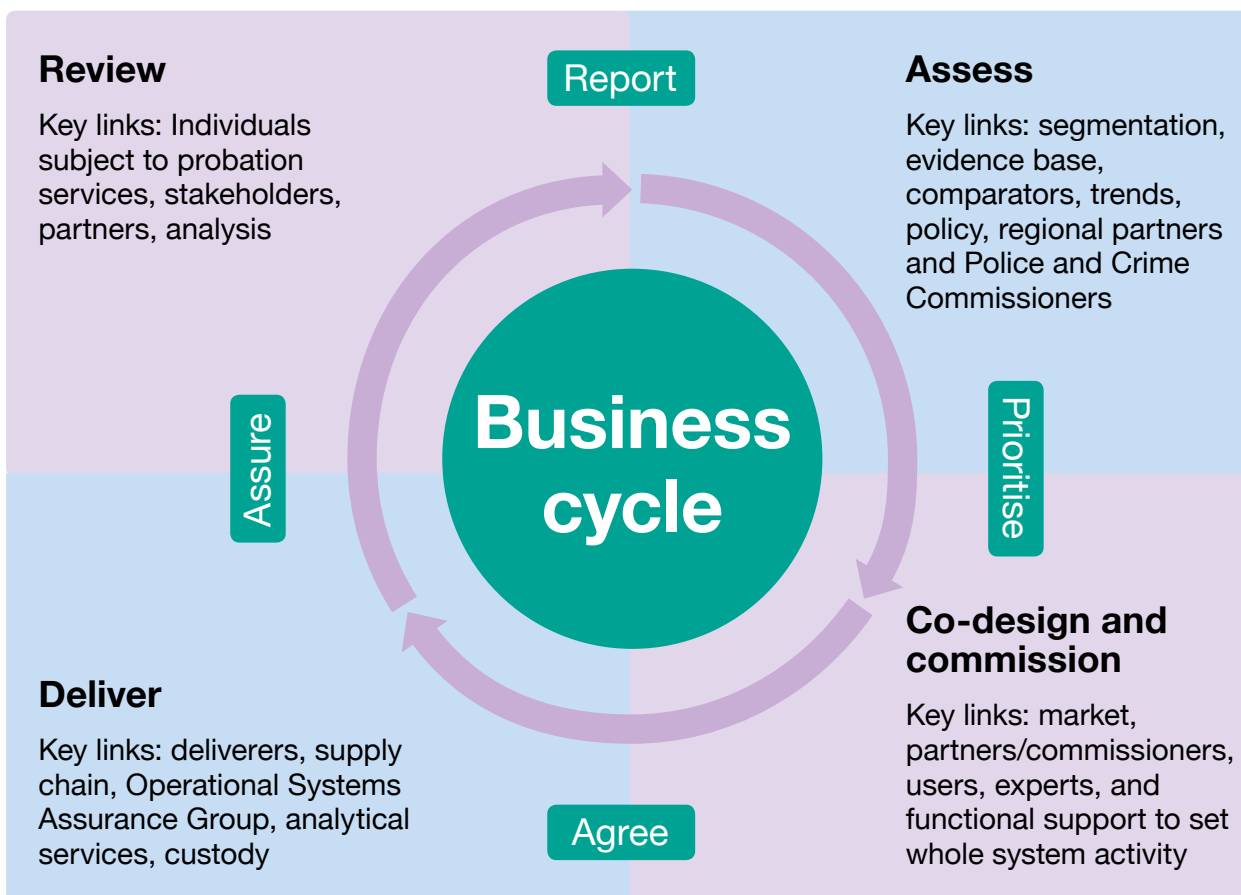 Review
Key links: Individuals
subject to probation
services, stakeholders,
partners, analysis
Report
Assess
Key links: segmentation,
evidence base,
comparators, trends,
policy, regional partners
and Police and Crime
Commissioners
Assure
Business
cycle
Prioritise
Deliver
Key links: deliverers, supply
chain, Operational Systems
Assurance Group, analytical
services, custody
Agree
Co-design and
commission
Key links: market,
partners/commissioners,
users, experts, and
functional support to set
whole system activity